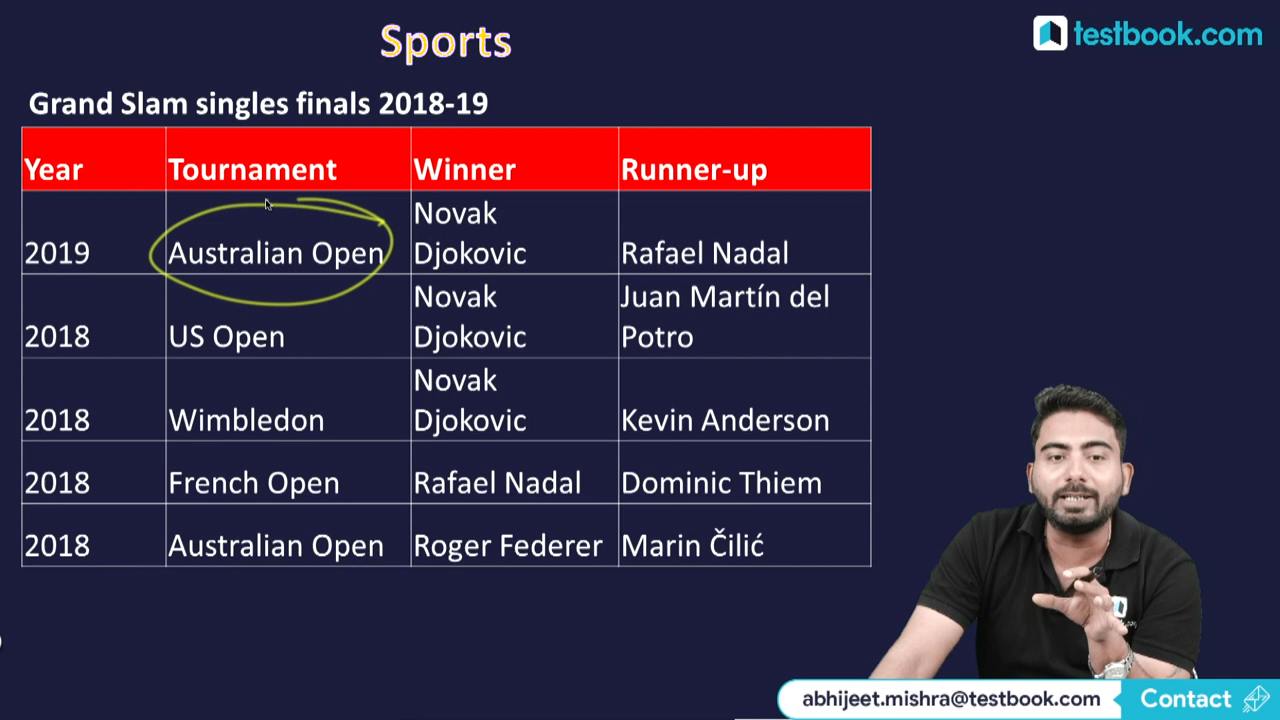 Sports
testbook.com
Grand Slam singles finals 2018-19
Year Tournament Winner Runner-up
2019 Australian Open Novak Djokovic Rafael Nadal
2018 US Open Novak Djokovic Juan Martín del Potro
2018 Wimbledon Novak Djokovic Kevin Anderson
2018 French Open Rafael Nadal Dominic Thiem
2018 Australian Open Roger Federer Marin Čilić
abhijeet.mishra@testbook.com Contact